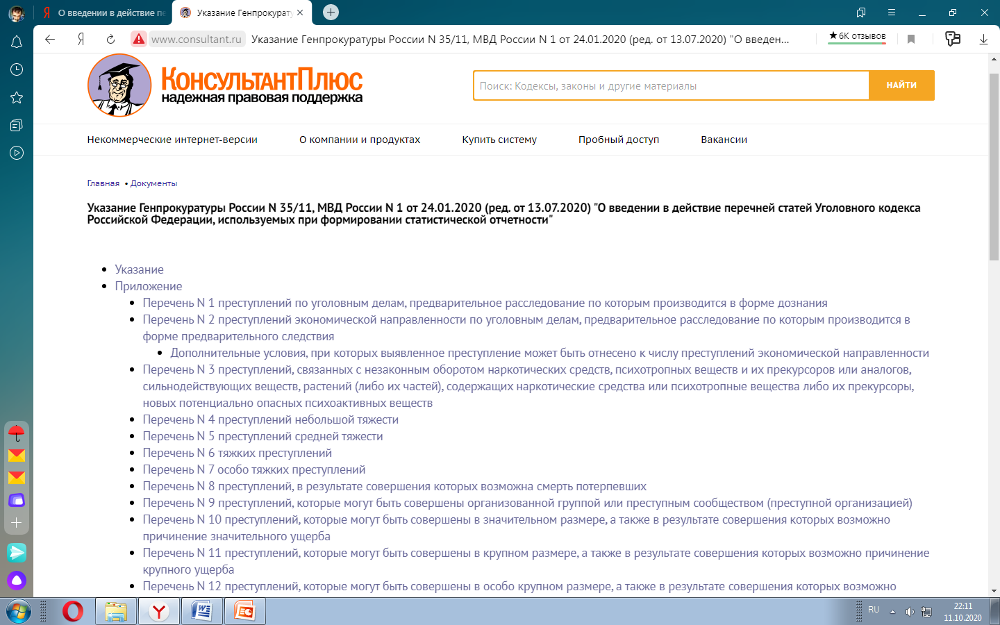 О введении в действие пе
Указание Генпрокурату
www.consultant.ru
Указание Генпрокуратуры России N 35/11, МВД России N 1 от 24.01.2020 (ред. от 13.07.2020) "О введен...
★ 6К отзывов
КонсультантПлюс
надежная правовая поддержка
Поиск: Кодексы, законы и другие материалы
НАЙТИ
Некоммерческие интернет-версии
О компании и продуктах
Купить систему
Пробный доступ
Вакансии
Главная • Документы
Указание Генпрокуратуры России N 35/11, МВД России N 1 от 24.01.2020 (ред. от 13.07.2020) "О введении в действие перечней статей Уголовного кодекса
Российской Федерации, используемых при формировании статистической отчетности"
• Указание
• Приложение
• Перечень N 1 преступлений по уголовным делам, предварительное расследование по которым производится в форме дознания
• Перечень N 2 преступлений экономической направленности по уголовным делам, предварительное расследование по которым производится в
форме предварительного следствия
• Дополнительные условия, при которых выявленное преступление может быть отнесено к числу преступлений экономической направленности
• Перечень N 3 преступлений, связанных с незаконным оборотом наркотических средств, психотропных веществ и их прекурсоров или аналогов,
сильнодействующих веществ, растений (либо их частей), содержащих наркотические средства или психотропные вещества либо их прекурсоры,
новых потенциально опасных психоактивных веществ
• Перечень N 4 преступлений небольшой тяжести
• Перечень N 5 преступлений средней тяжести
• Перечень N 6 тяжких преступлений
• Перечень N 7 особо тяжких преступлений
• Перечень N 8 преступлений, в результате совершения которых возможна смерть потерпевших
• Перечень N 9 преступлений, которые могут быть совершены организованной группой или преступным сообществом (преступной организацией)
• Перечень N 10 преступлений, которые могут быть совершены в значительном размере, а также в результате совершения которых возможно
причинение значительного ущерба
• Перечень N 11 преступлений, которые могут быть совершены в крупном размере, а также в результате совершения которых возможно причинение
крупного ущерба
• Перечень N 12 преступлений, которые могут быть совершены в особо крупном размере, а также в результате совершения которых возможно
RU
22:11
11.10.2020